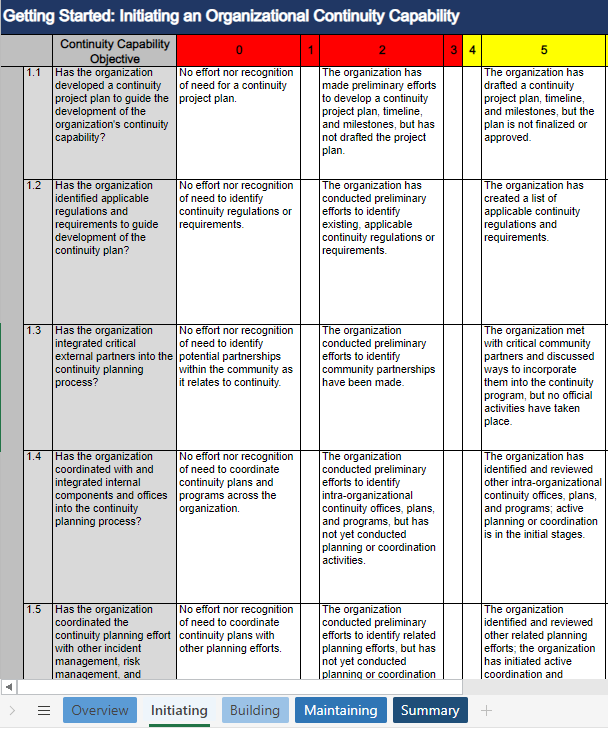 Getting Started: Initiating an Organizational Continuity Capability
Continuity Capability
Objective
0
1
2
3
4
5
1.1
Has the organization
developed a continuity
project plan to guide the
development of the
organization's continuity
capability?
No effort nor recognition
of need for a continuity
project plan.
The organization has
made preliminary efforts
to develop a continuity
project plan, timeline,
and milestones, but has
not drafted the project
plan.
The organization has
drafted a continuity
project plan, timeline,
and milestones, but the
plan is not finalized or
approved.
1.2
Has the organization
identified applicable
regulations and
requirements to guide
development of the
continuity plan?
No effort nor recognition
of need to identify
continuity regulations or
requirements.
The organization has
conducted preliminary
efforts to identify
existing, applicable
continuity regulations or
requirements.
The organization has
created a list of
applicable continuity
regulations and
requirements.
1.3
Has the organization
integrated critical
external partners into the
continuity planning
process?
No effort nor recognition
of need to identify
potential partnerships
within the community as
it relates to continuity.
The organization
conducted preliminary
efforts to identify
community partnerships
have been made.
The organization met
with critical community
partners and discussed
ways to incorporate
them into the continuity
program, but no official
activities have taken
place.
1.4
Has the organization
coordinated with and
integrated internal
components and offices
into the continuity
planning process?
No effort nor recognition
of need to coordinate
continuity plans and
programs across the
organization.
The organization
conducted preliminary
efforts to identify
intra-organizational
continuity offices, plans,
and programs, but has
not yet conducted
planning or coordination
activities.
The organization has
identified and reviewed
other intra-organizational
continuity offices, plans,
and programs; active
planning or coordination
is in the initial stages.
1.5
Has the organization
coordinated the
continuity planning effort
with other incident
management, risk
management, and
No effort nor recognition
of need to coordinate
continuity plans with
other planning efforts.
The organization
conducted preliminary
efforts to identify related
planning efforts, but has
not yet conducted
planning or coordination
The organization
identified and reviewed
other related planning
efforts; the organization
has initiated active
coordination and
Overview
Initiating
Building
Maintaining
Summary